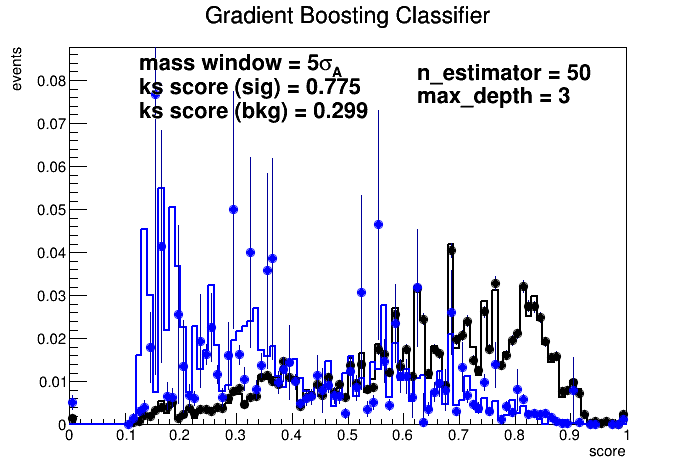 Gradient Boosting Classifier
events
mass window = 5σA
ks score (sig) = 0.775
ks score (bkg) = 0.299
n_estimator = 50
max_depth = 3
0.08
0.07
0.06
0.05
0.04
0.03
0.02
0.01
0
0 0.1 0.2 0.3 0.4 0.5 0.6 0.7 0.8 0.9 1
score